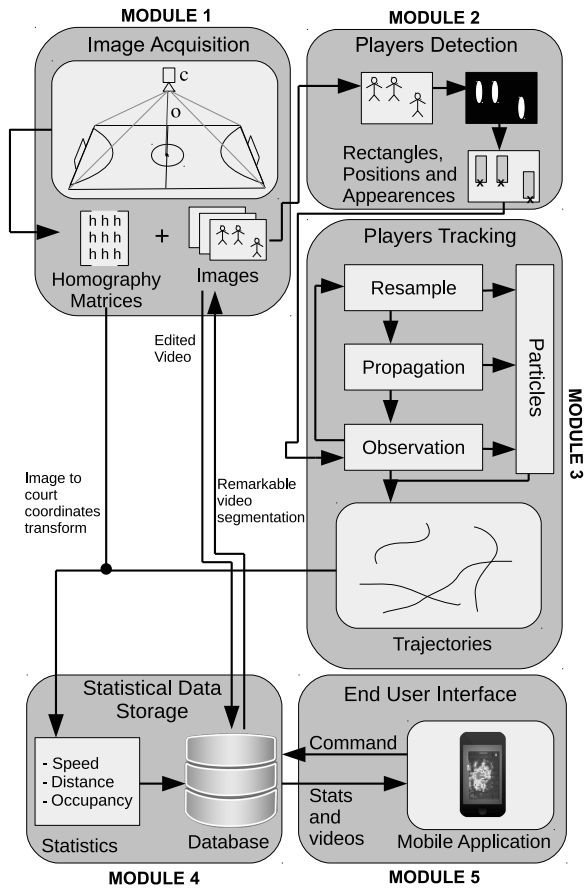 MODULE 1
Image Acquisition
c
o
h h h
h h h
h h h
+
Homography
Matrices
Images
MODULE 2
Players Detection
Rectangles,
Positions and
Appearences
x
x
x
Players Tracking
Resample
Propagation
Observation
Particles
MODULE 3
Trajectories
Edited
Video
Image to
court
coordinates
transform
Remarkable
video
segmentation
Statistical Data
Storage
- Speed
- Distance
- Occupancy
Statistics
Database
MODULE 4
End User Interface
Command
Stats
and
videos
Mobile Application
MODULE 5